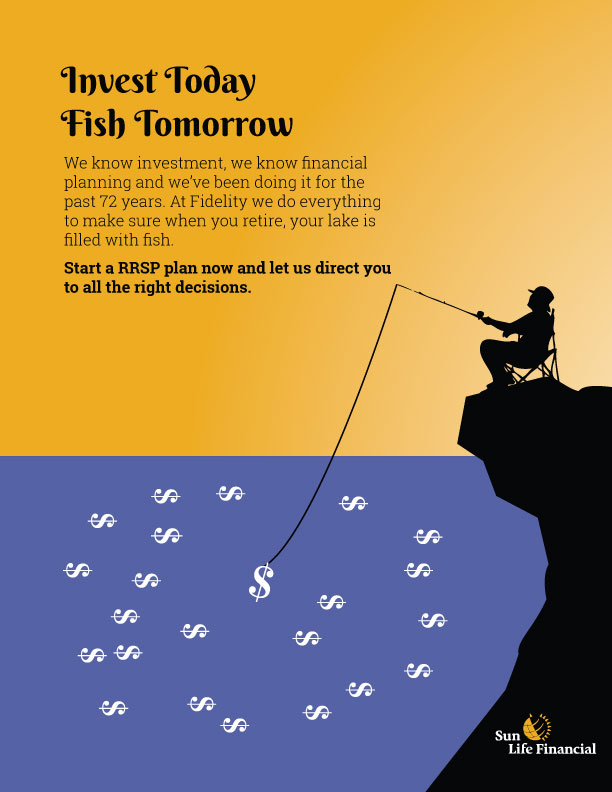 Invest Today
Fish Tomorrow
We know investment, we know financial
planning and we've been doing it for the
past 72 years. At Fidelity we do everything
to make sure when you retire, your lake is
filled with fish.
Start a RRSP plan now and let us direct you
to all the right decisions.
$ $ $
$ $
$ $
$ $
$ $
$ $
$ $
$ $
$ $
$ $
$ $
$ $
Sun
Life Financial